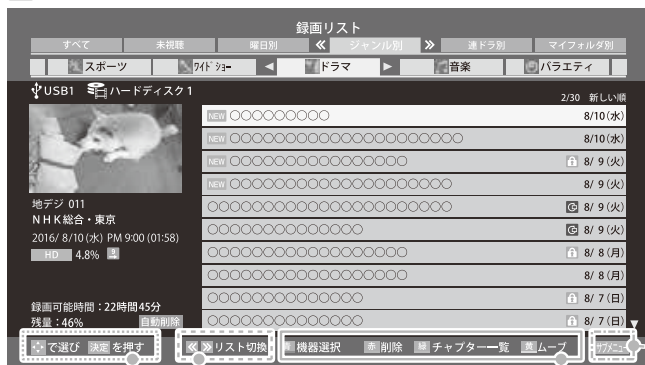 録画リスト
すべて 未視聴 曜日別 ≪ ジャンル別 ≫ 連ドラ別 マイフォルダ別
スポーツ ワイドショー ◀ ドラマ ▶ 音楽 バラエティ
USB1 ハードディスク1
2/30 新しい順
NEW ○○○○○○○○○ 8/10(水)
NEW ○○○○○○○○○○○○○○○○○○○○○ 8/10(水)
NEW ○○○○○○○○○○○○○○○○ 8/ 9(火)
NEW ○○○○○○○○○○○○○○○○○○○○ 8/ 9(火)
○○○○○○○○○○○○○○○○○○○○○○ 8/ 9(火)
○○○○○○○○○○○○○○ 8/ 9(火)
○○○○○○○○○○○○○○○○○○ 8/ 8(月)
○○○○○○○○○○○○○○○○○○ 8/ 8(月)
○○○○○○○○○○○○○○ 8/ 7(日)
○○○○○○○○○○○○○○ 8/ 7(日)
地デジ 011
NHK総合・東京
2016/ 8/10(水) PM 9:00 (01:58)
HD 4.8%
録画可能時間:22時間45分
残量:46% 自動削除
で選び 決定 を押す ≪ ≫ リスト切換 青 機器選択 赤 削除 緑 チャプター一覧 黄 ムーブ サブメニュー